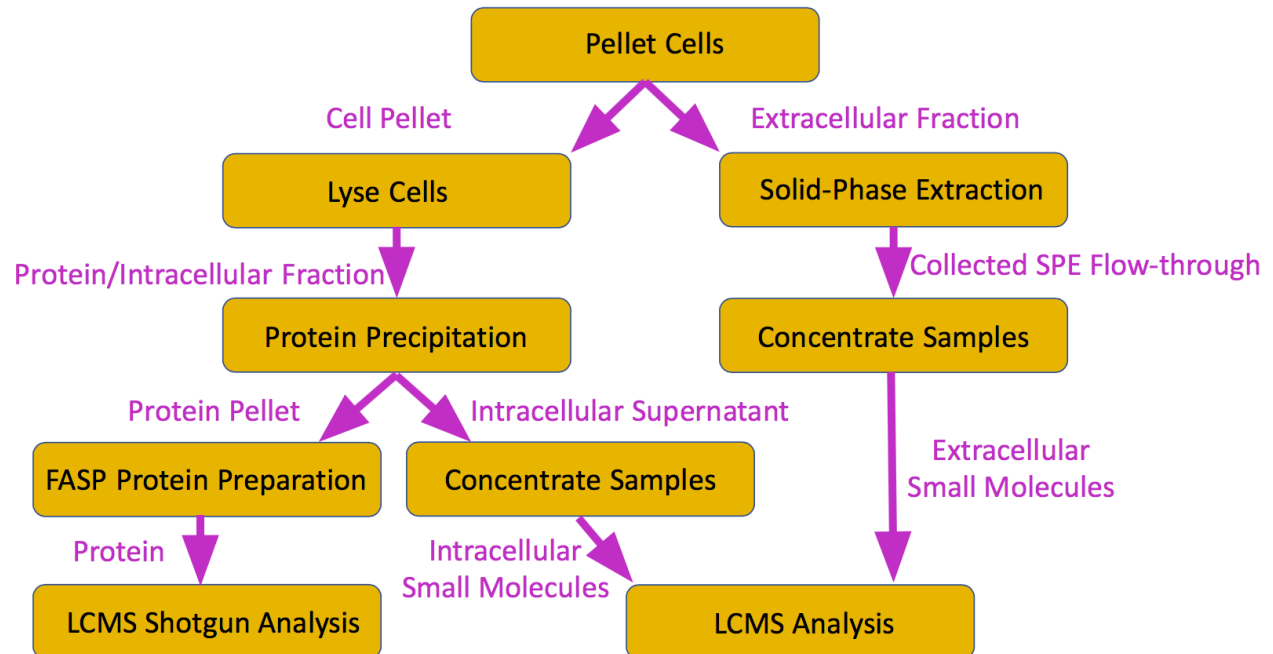 Pellet Cells
Cell Pellet
Extracellular Fraction
Lyse Cells
Solid-Phase Extraction
Protein/Intracellular Fraction
Collected SPE Flow-through
Protein Precipitation
Concentrate Samples
Protein Pellet
Intracellular Supernatant
Extracellular
Small Molecules
FASP Protein Preparation
Concentrate Samples
Protein
Intracellular
Small Molecules
LCMS Shotgun Analysis
LCMS Analysis